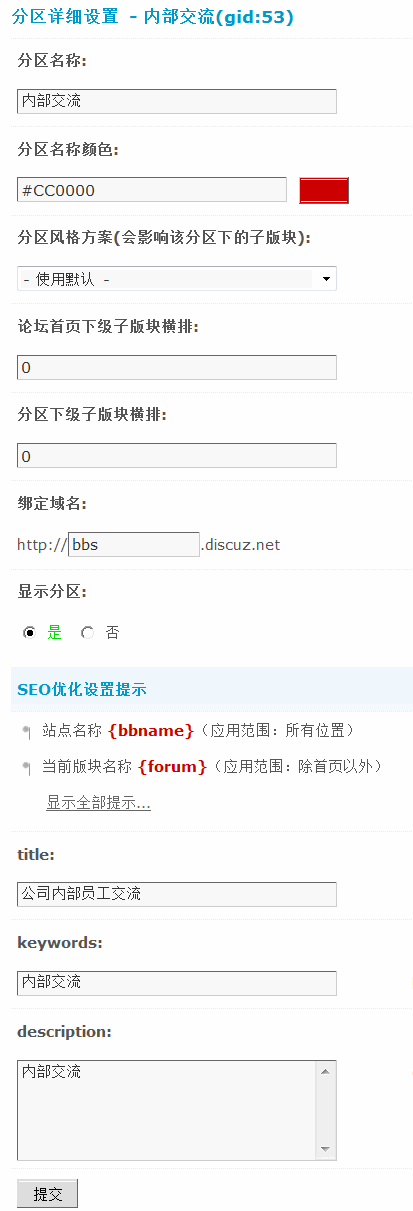 分区详细设置 - 内部交流(gid:53)
分区名称:
内部交流
分区名称颜色:
#CC0000
分区风格方案(会影响该分区下的子版块):
- 使用默认 -
论坛首页下级子版块横排:
0
分区下级子版块横排:
0
绑定域名:
http://bbs.discuz.net
显示分区:
是 否
SEO优化设置提示
站点名称 {bbname}（应用范围：所有位置）
当前版块名称 {forum}（应用范围：除首页以外）
显示全部提示...
title:
公司内部员工交流
keywords:
内部交流
description:
内部交流
提交